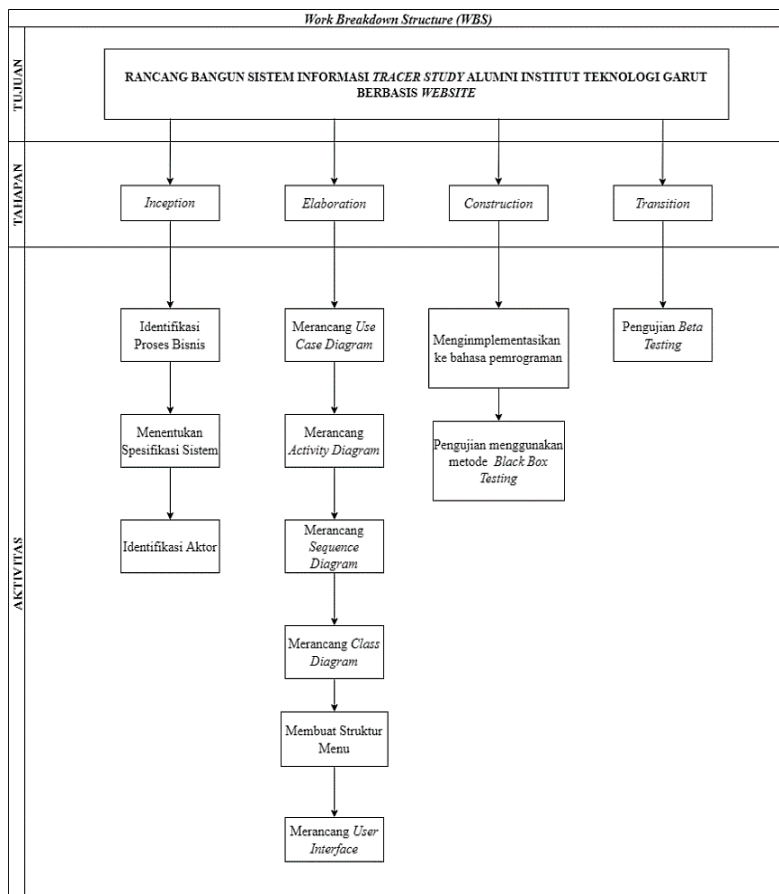 Work Breakdown Structure (WBS)
TUJUAN
RANCANG BANGUN SISTEM INFORMASI TRACER STUDY ALUMNI INSTITUT TEKNOLOGI GARUT
BERBASIS WEBSITE
TAHAPAN
Inception
Elaboration
Construction
Transition
AKTIVITAS
Identifikasi
Proses Bisnis
Menentukan
Spesifikasi Sistem
Identifikasi Aktor
Merancang Use
Case Diagram
Merancang
Activity Diagram
Merancang
Sequence
Diagram
Merancang Class
Diagram
Membuat Struktur
Menu
Merancang User
Interface
Menginmplementasikan
ke bahasa pemrograman
Pengujian menggunakan
metode Black Box
Testing
Pengujian Beta
Testing